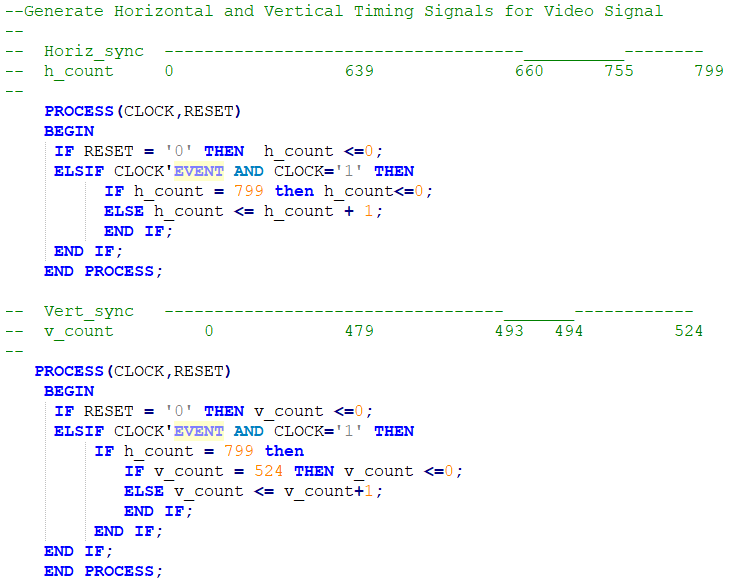 --Generate Horizontal and Vertical Timing Signals for Video Signal
--
--  Horiz_sync  ------------------------------------__________--------
--  h_count     0                 639              660      755      799
--
    PROCESS(CLOCK,RESET)
    BEGIN
     IF RESET = '0' THEN  h_count <=0;
     ELSIF CLOCK'EVENT AND CLOCK='1' THEN
          IF h_count = 799 then h_count<=0;
          ELSE h_count <= h_count + 1;
          END IF;
     END IF;
    END PROCESS;
--  Vert_sync   ----------------------------------_______------------
--  v_count         0             479            493   494         524
--
   PROCESS(CLOCK,RESET)
    BEGIN
     IF RESET = '0' THEN v_count <=0;
     ELSIF CLOCK'EVENT AND CLOCK='1' THEN
         IF h_count = 799 then
            IF v_count = 524 THEN v_count <=0;
            ELSE v_count <= v_count+1;
            END IF;
         END IF;
    END IF;
    END PROCESS;